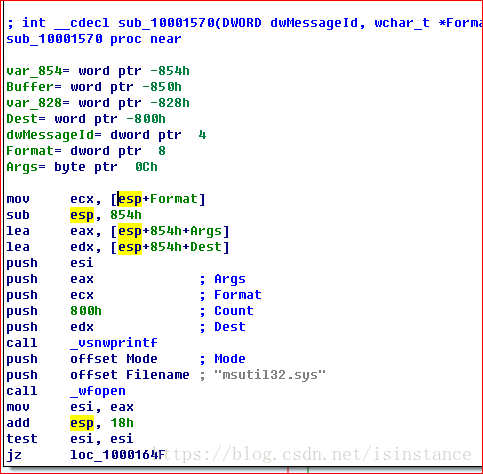 ; int __cdecl sub_10001570(DWORD dwMessageId, wchar_t *Forma
sub_10001570 proc near
var_854= word ptr -854h
Buffer= word ptr -850h
var_828= word ptr -828h
Dest= word ptr -800h
dwMessageId= dword ptr  4
Format= dword ptr  8
Args= byte ptr  0Ch
mov     ecx, [esp+Format]
sub     esp, 854h
lea     eax, [esp+854h+Args]
lea     edx, [esp+854h+Dest]
push    esi
push    eax             ; Args
push    ecx             ; Format
push    800h            ; Count
push    edx             ; Dest
call    _vsnwprintf
push    offset Mode     ; Mode
push    offset Filename ; "msutil32.sys"
call    _wfopen
mov     esi, eax
add     esp, 18h
test    esi, esi
jz      loc_1000164F
https://blog.csdn.net/isinstance